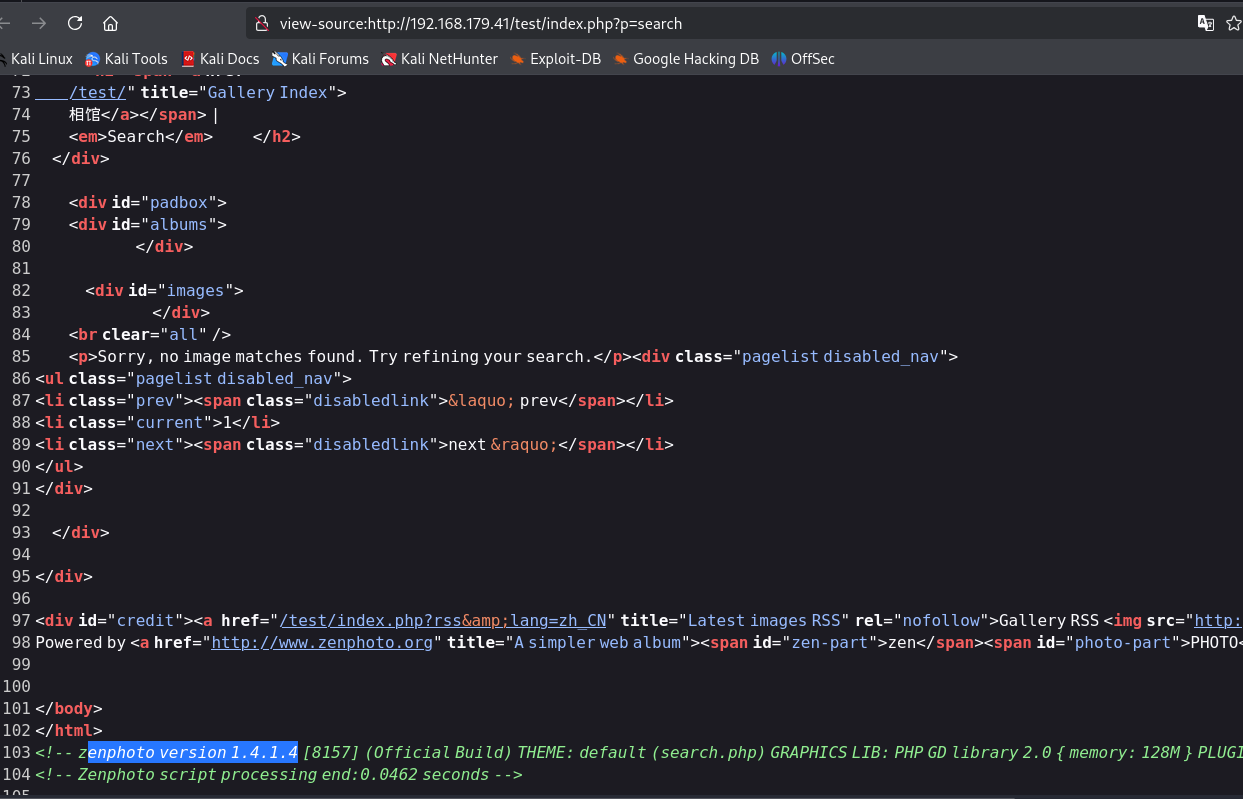 view-source:http://192.168.179.41/test/index.php?p=search
Kali Linux Kali Tools Kali Docs Kali Forums Kali NetHunter Exploit-DB Google Hacking DB OffSec
73 /test/" title="Gallery Index">
74 相馆</a></span> |
75 <em>Search</em> </h2>
76 </div>
77
78 <div id="padbox">
79 <div id="albums">
80 </div>
81
82 <div id="images">
83 </div>
84 <br clear="all" />
85 <p>Sorry, no image matches found. Try refining your search.</p><div class="pagelist disabled_nav">
86 <ul class="pagelist disabled_nav">
87 <li class="prev"><span class="disabledlink">&laquo; prev</span></li>
88 <li class="current">1</li>
89 <li class="next"><span class="disabledlink">next &raquo;</span></li>
90 </ul>
91 </div>
92
93 </div>
94
95 </div>
96
97 <div id="credit"><a href="/test/index.php?rss&amp;lang=zh_CN" title="Latest images RSS" rel="nofollow">Gallery RSS <img src="http:
98 Powered by <a href="http://www.zenphoto.org" title="A simpler web album"><span id="zen-part">zen</span><span id="photo-part">PHOTO<
99
100
101 </body>
102 </html>
103 <!-- zenphoto version 1.4.1.4 [8157] (Official Build) THEME: default (search.php) GRAPHICS LIB: PHP GD library 2.0 { memory: 128M } PLUGI
104 <!-- Zenphoto script processing end:0.0462 seconds -->